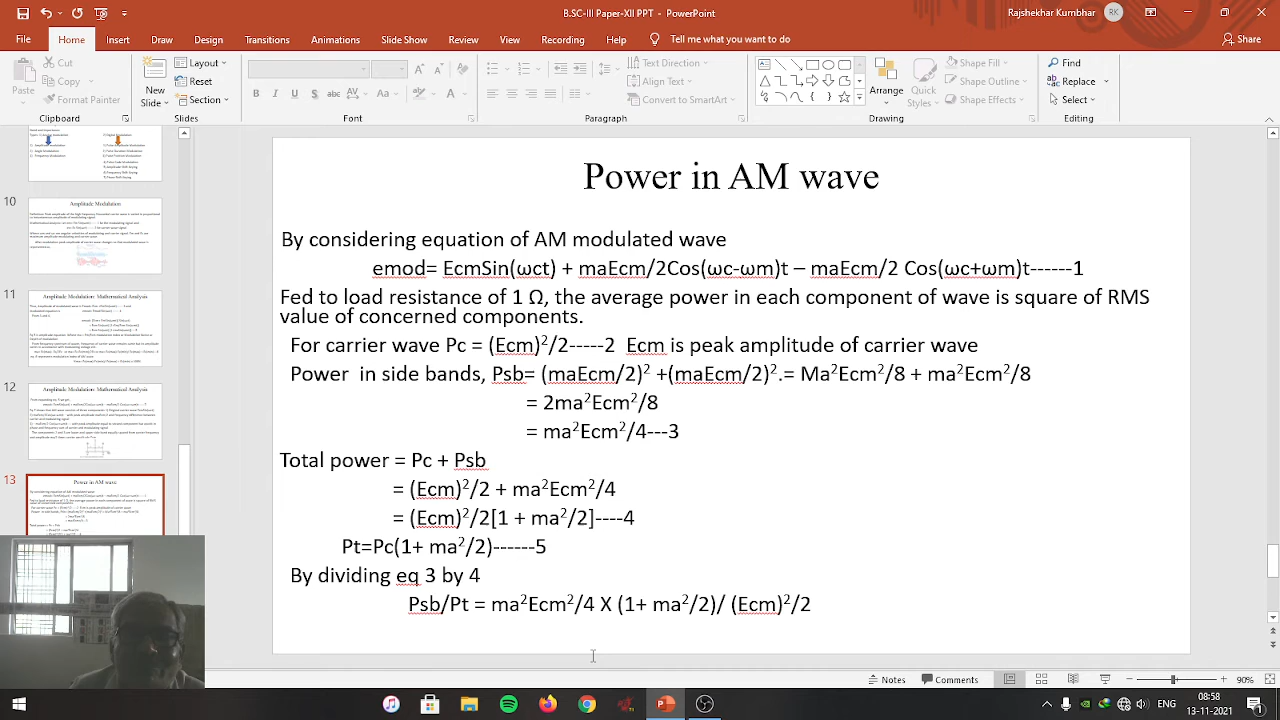 BSC-III PAPER-XVI PPT - PowerPoint
File Home Insert Draw Design Transitions Animations Slide Show Review View Help Tell me what you want to do Share
Cut
Copy
Format Painter
Paste
Clipboard
New Slide
Layout
Reset
Section
Slides
Font
Paragraph
Text Direction
Align Text
Convert to SmartArt
Arrange
Quick Styles
Shape Fill
Shape Outline
Shape Effects
Drawing
Find
Replace
Select
Editing
10
Amplitude Modulation
Amplitude Modulation: Mathematical Analysis
12
Amplitude Modulation: Mathematical Analysis
13
Power in AM wave
Power in AM wave
By considering equation of AM modulated wave
emod= EcmSin(ωct) + maEcm/2Cos(ωc-ωm)t – maEcm/2 Cos(ωc+ωm)t------1
Fed to load resistance of 1 Ω, the average power in each component of wave is square of RMS
value of concerned components.
For carrier wave Pc = (Ecm)²/2-----2 Ecm is peak amplitude of carrier wave
Power in side bands, Psb= (maEcm/2)² +(maEcm/2)².= Ma²Ecm²/8 + ma²Ecm²/8
= 2ma²Ecm²/8
= ma²Ecm²/4---3
Total power = Pc + Psb
= (Ecm)²/2 + ma²Ecm²/4
= (Ecm)²/2[1 + ma²/2]----4
Pt=Pc(1+ ma²/2)------5
By dividing eq 3 by 4
Psb/Pt = ma²Ecm²/4 X (1+ ma²/2)/ (Ecm)²/2
Notes Comments 90%
ENG 08:58
13-11-2021